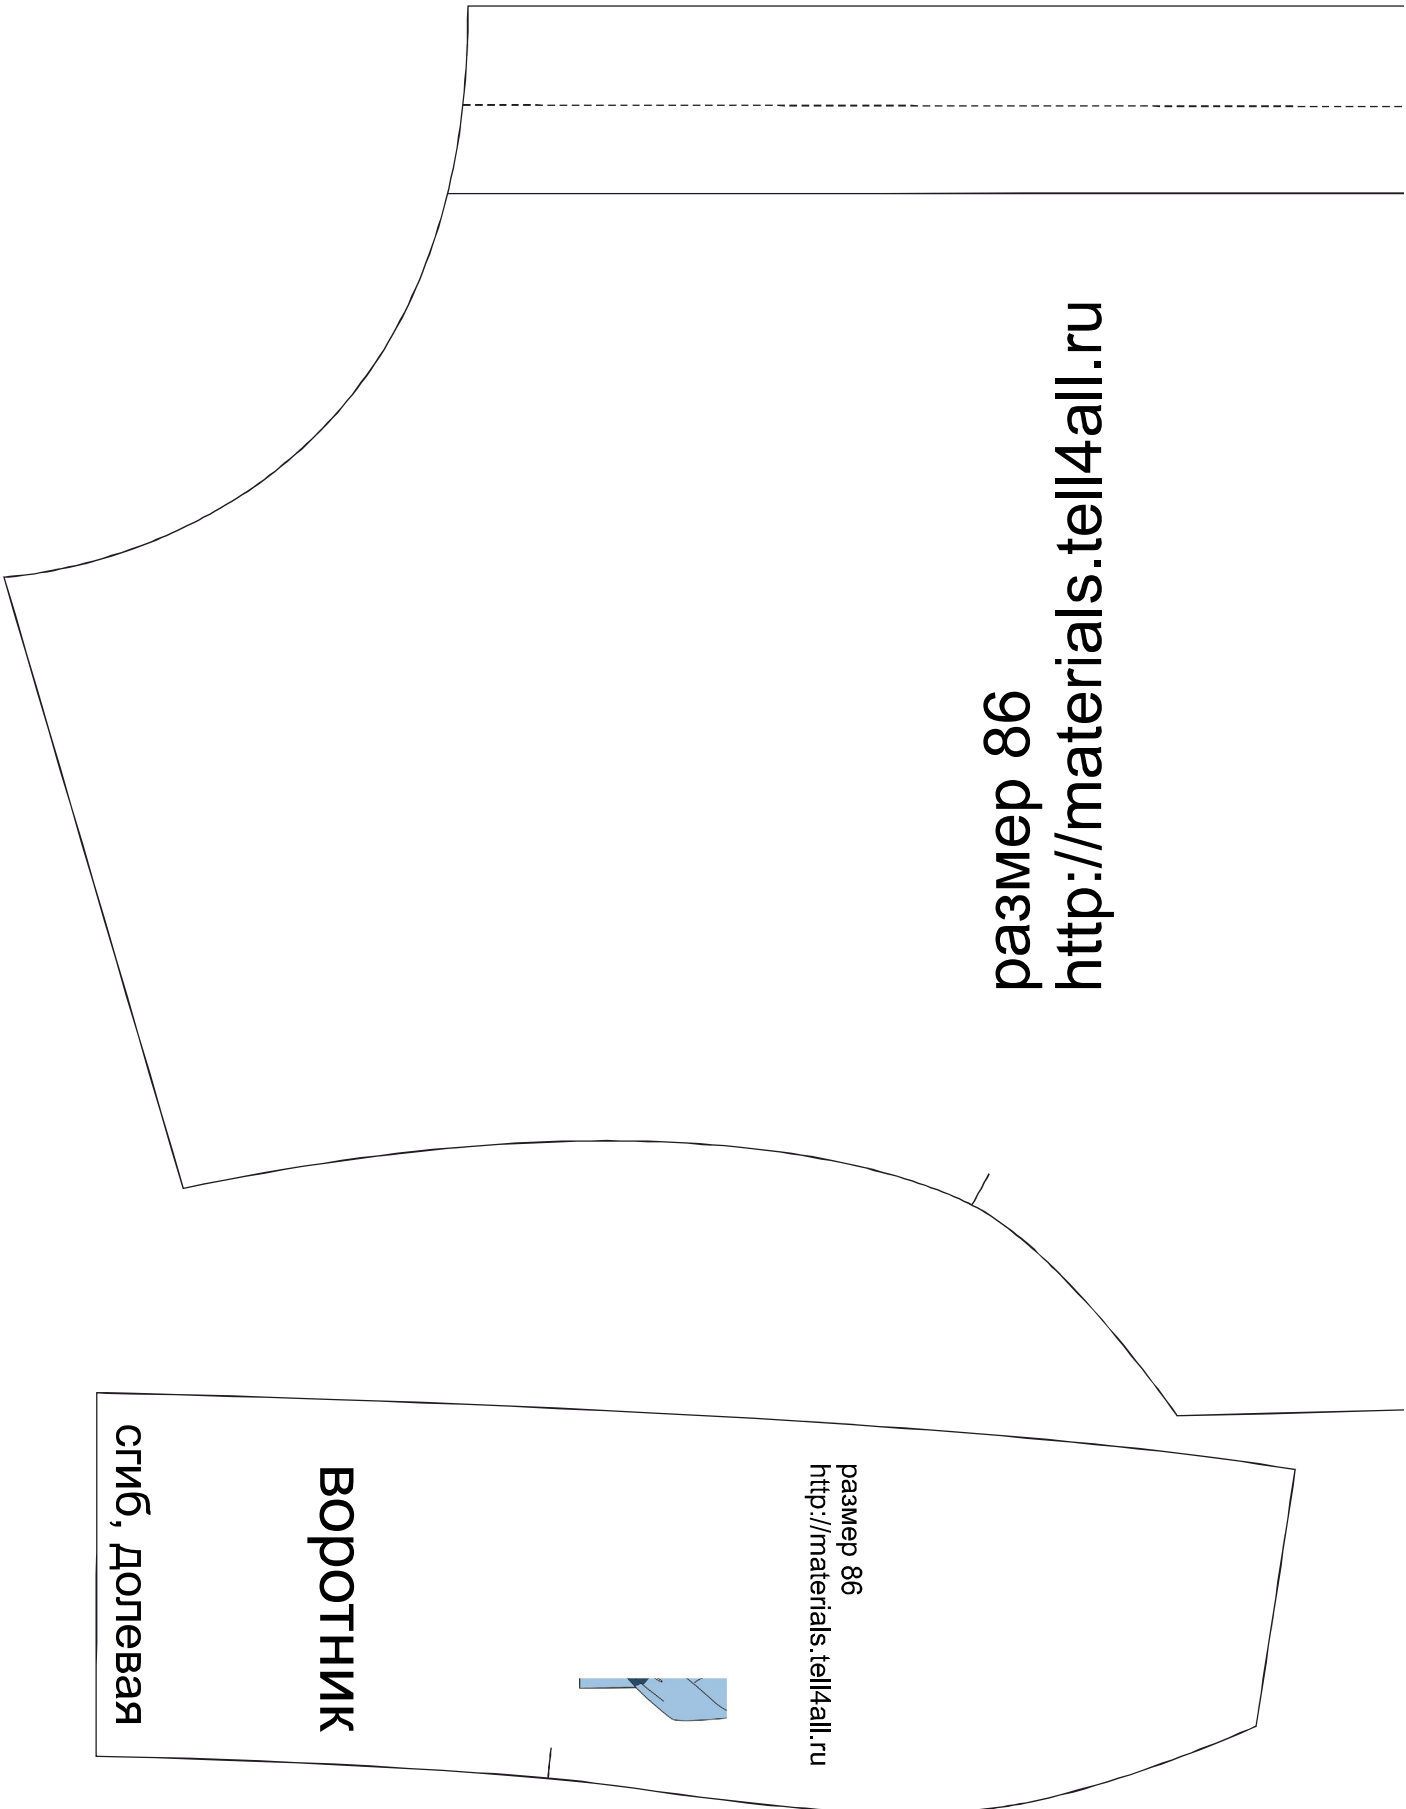 размер 86
http://materials.tell4all.ru
сгиб, долевая
воротник
размер 86
http://materials.tell4all.ru